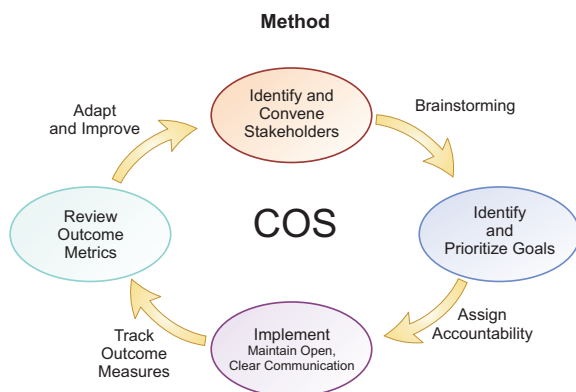 Method
Identify and
Convene
Stakeholders
Brainstorming
Identify
and
Prioritize Goals
Assign
Accountability
Implement
Maintain Open,
Clear Communication
Track
Outcome
Measures
Review
Outcome
Metrics
Adapt
and Improve
COS